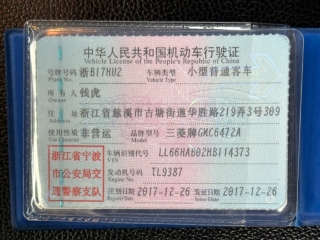 中华人民共和国机动车行驶证
Vehicle License of the People's Republic of China
号牌号码 浙B17HU2 车辆类型 小型普通客车
Plate No. Vehicle Type
所有人 钱虎
Owner
住址 浙江省慈溪市古塘街道华胜路219弄3号309
Address
使用性质 非营运 品牌型号 三菱牌GMC6472A
Use Character Model
浙江省宁波市公安局交通警察支队
车辆识别代号 LL66HAB02HB114373
VIN
发动机号码 TL9387
Engine No.
注册日期 2017-12-26 发证日期 2017-12-26
Register Date Issue Date